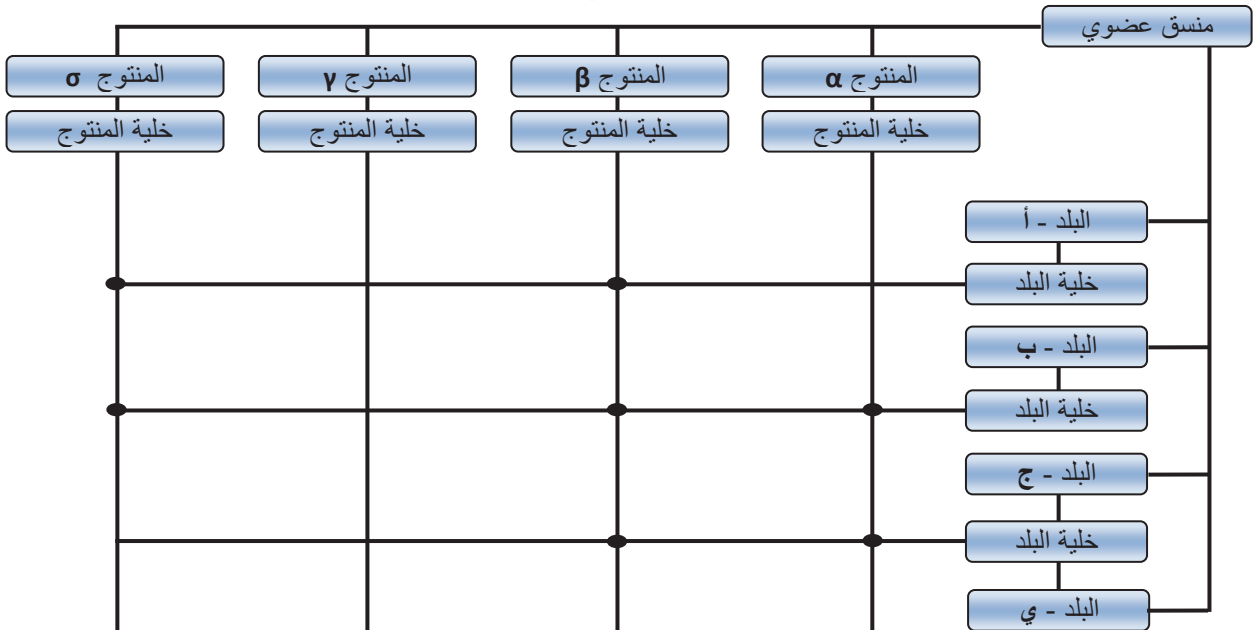 منسق عضوي
المنتوج α
المنتوج β
المنتوج γ
المنتوج σ
خلية المنتوج
خلية المنتوج
خلية المنتوج
خلية المنتوج
البلد - أ
خلية البلد
البلد - ب
خلية البلد
البلد - ج
خلية البلد
البلد - ي